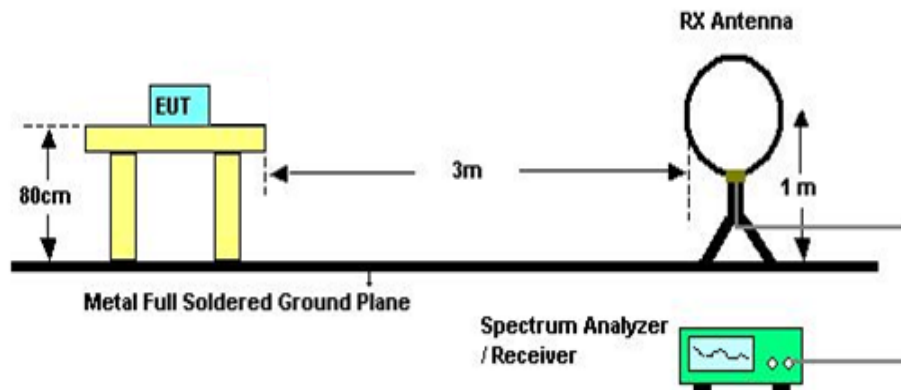 RX Antenna
EUT
80cm
3m
1 m
Metal Full Soldered Ground Plane
Spectrum Analyzer
/ Receiver